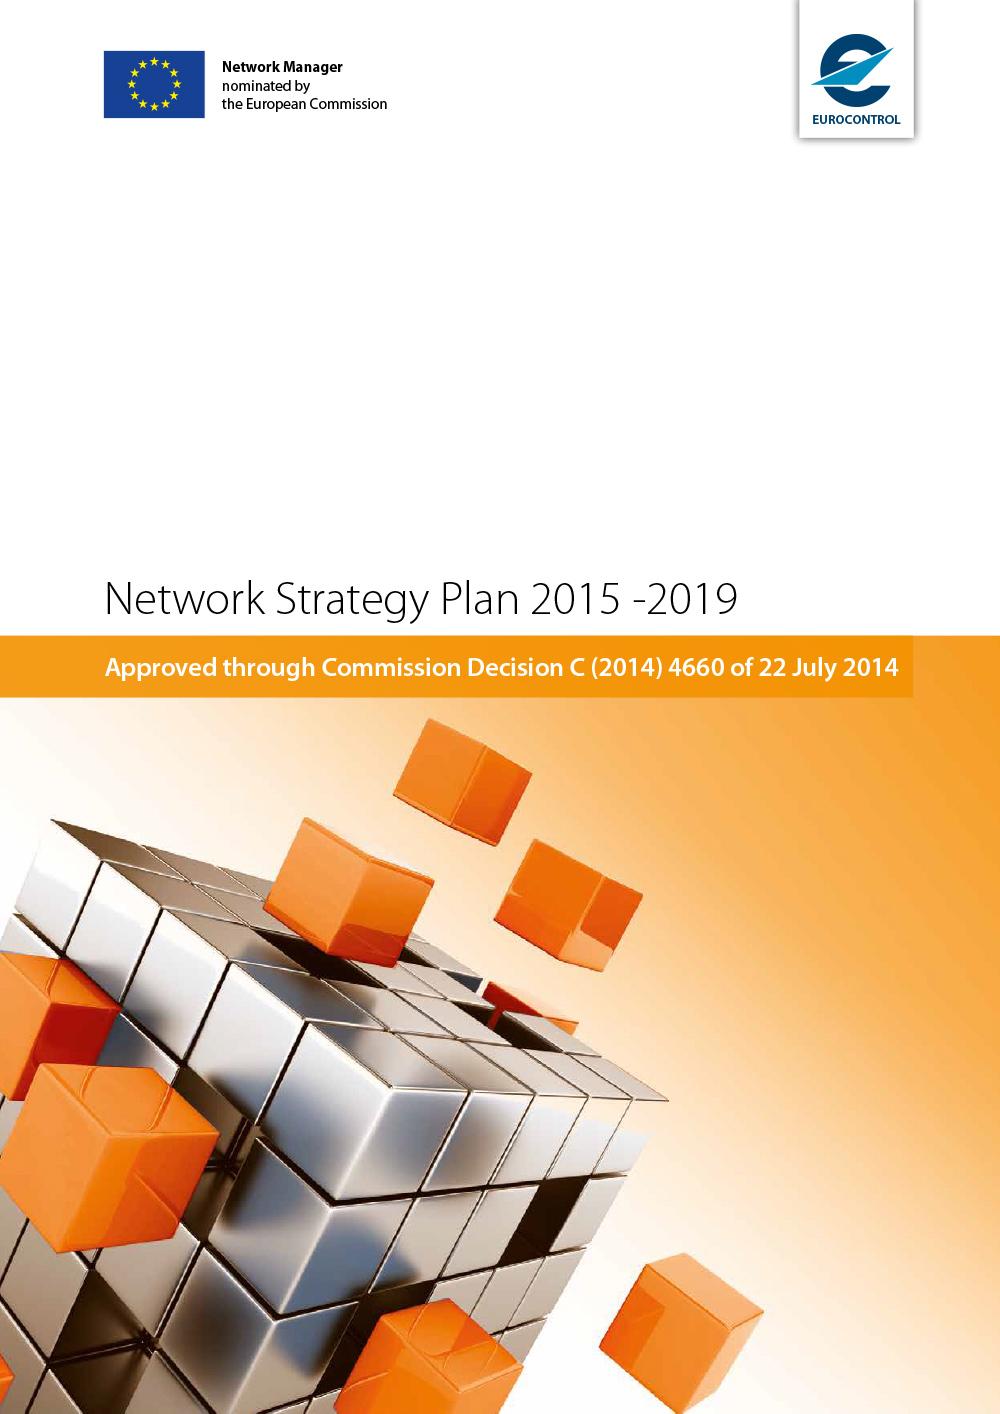 Network Manager
nominated by
the European Commission
EUROCONTROL
Network Strategy Plan 2015 -2019
Approved through Commission Decision C (2014) 4660 of 22 July 2014